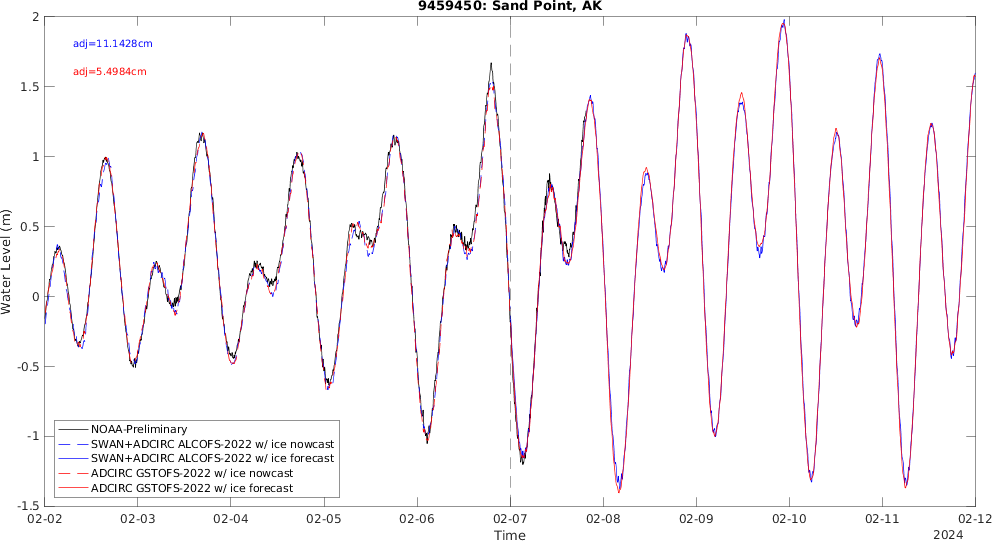 9459450: Sand Point, AK
adj=11.1428cm
adj=5.4984cm
2
1.5
1
0.5
0
-0.5
-1
-1.5
Water Level (m)
NOAA-Preliminary
SWAN+ADCIRC ALCOFS-2022 w/ ice nowcast
SWAN+ADCIRC ALCOFS-2022 w/ ice forecast
ADCIRC GSTOFS-2022 w/ ice nowcast
ADCIRC GSTOFS-2022 w/ ice forecast
02-02 02-03 02-04 02-05 02-06 02-07 02-08 02-09 02-10 02-11 02-12
Time
2024